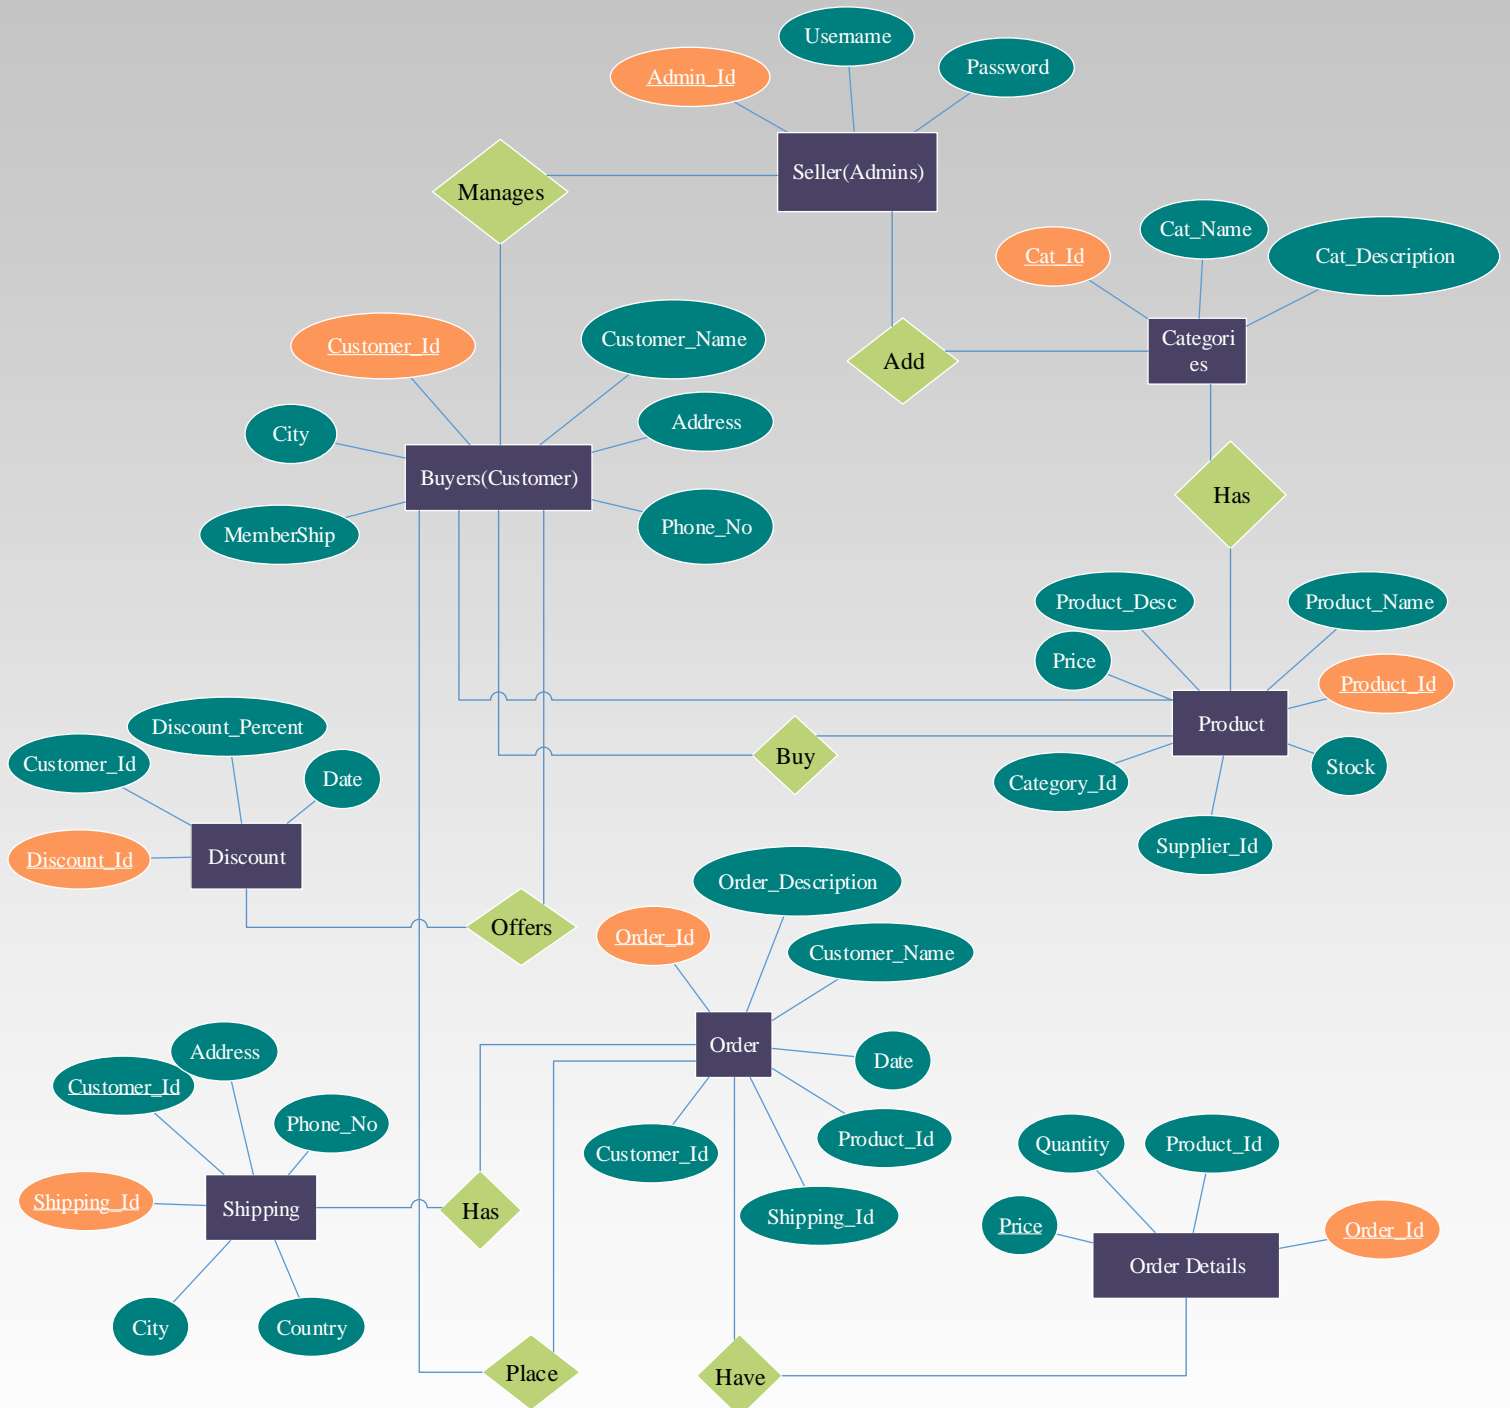 Username
Password
Admin_Id
Seller(Admins)
Manages
Cat_Name
Cat_Id
Cat_Description
Customer_Id
Customer_Name
Categori
es
Add
Address
City
Buyers(Customer)
Has
MemberShip
Phone_No
Product_Desc
Product_Name
Price
Product_Id
Product
Discount_Percent
Customer_Id
Date
Buy
Stock
Category_Id
Supplier_Id
Discount_Id
Discount
Order_Description
Offers
Order_Id
Customer_Name
Order
Date
Address
Customer_Id
Phone_No
Product_Id
Customer_Id
Quantity
Product_Id
Shipping_Id
Shipping
Has
Shipping_Id
Price
Order_Id
Order Details
City
Country
Place
Have